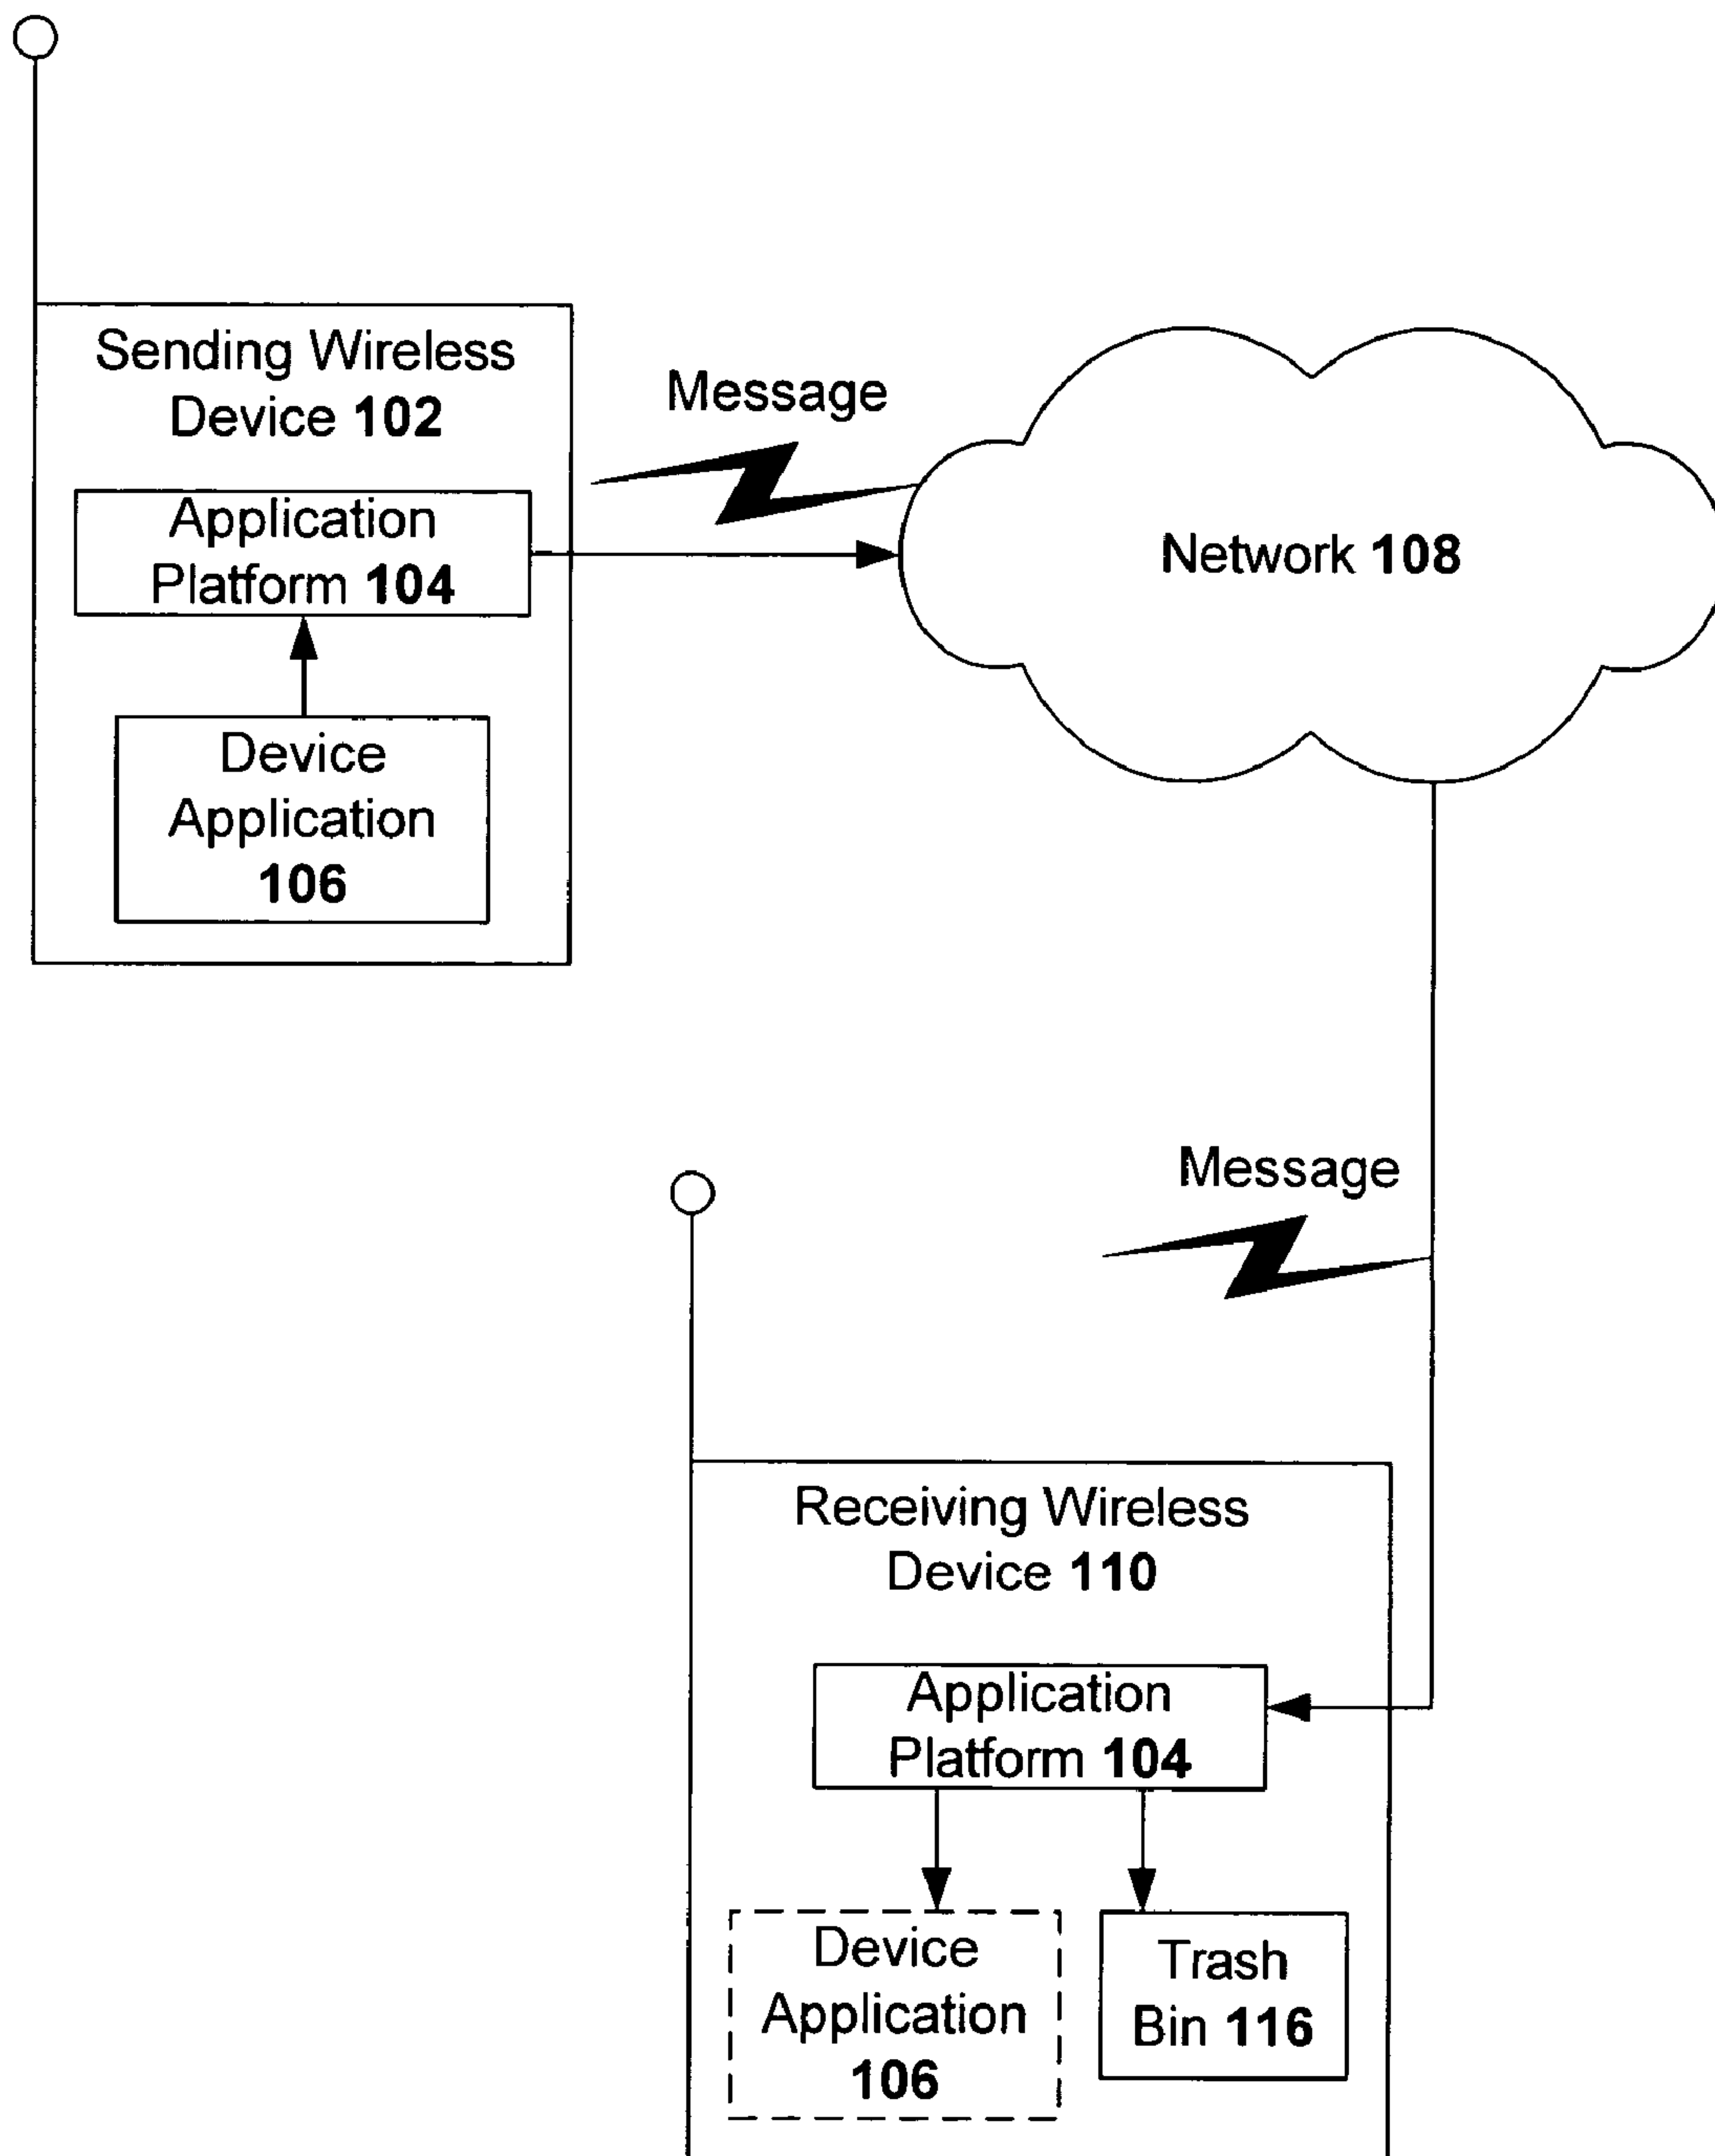 Sending Wireless
Device 102
Message
Application
Platform 104
Network 108
Device
Application
106
Message
Receiving Wireless
Device 110
Application
Platform 104
Device
Application
106
Trash
Bin 116